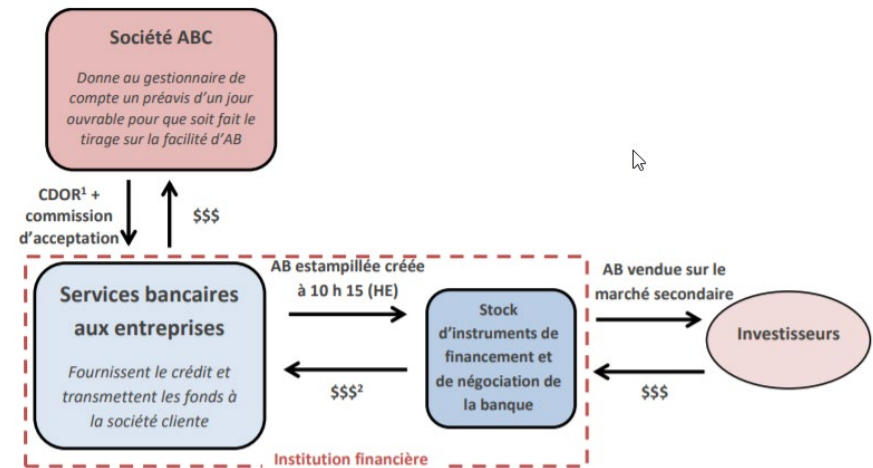 Société ABC
Donne au gestionnaire de
compte un préavis d'un jour
ouvrable pour que soit fait le
tirage sur la facilité d'AB
CDOR¹ +
commission
d'acceptation
$$$
Services bancaires
aux entreprises
Fournissent le crédit et
transmettent les fonds à
la société cliente
AB estampillée créée
à 10 h 15 (HE)
$$$²
Stock
d'instruments de
financement et
de négociation de
la banque
Institution financière
AB vendue sur le
marché secondaire
$$$
Investisseurs